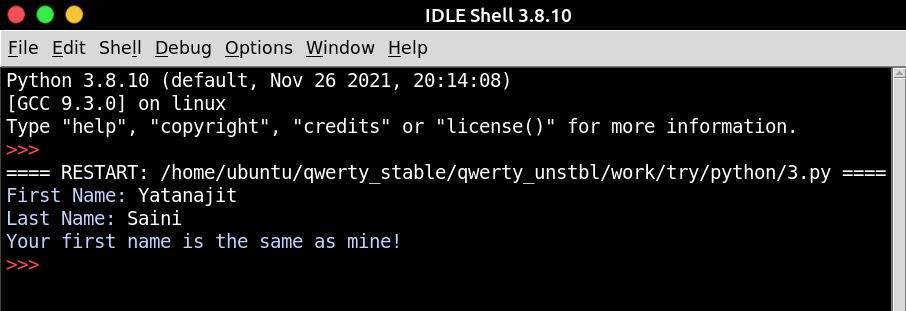 IDLE Shell 3.8.10
File Edit Shell Debug Options Window Help
Python 3.8.10 (default, Nov 26 2021, 20:14:08)
[GCC 9.3.0] on linux
Type "help", "copyright", "credits" or "license()" for more information.
>>>
==== RESTART: /home/ubuntu/qwerty_stable/qwerty_unstbl/work/try/python/3.py ====
First Name: Yatanajit
Last Name: Saini
Your first name is the same as mine!
>>>